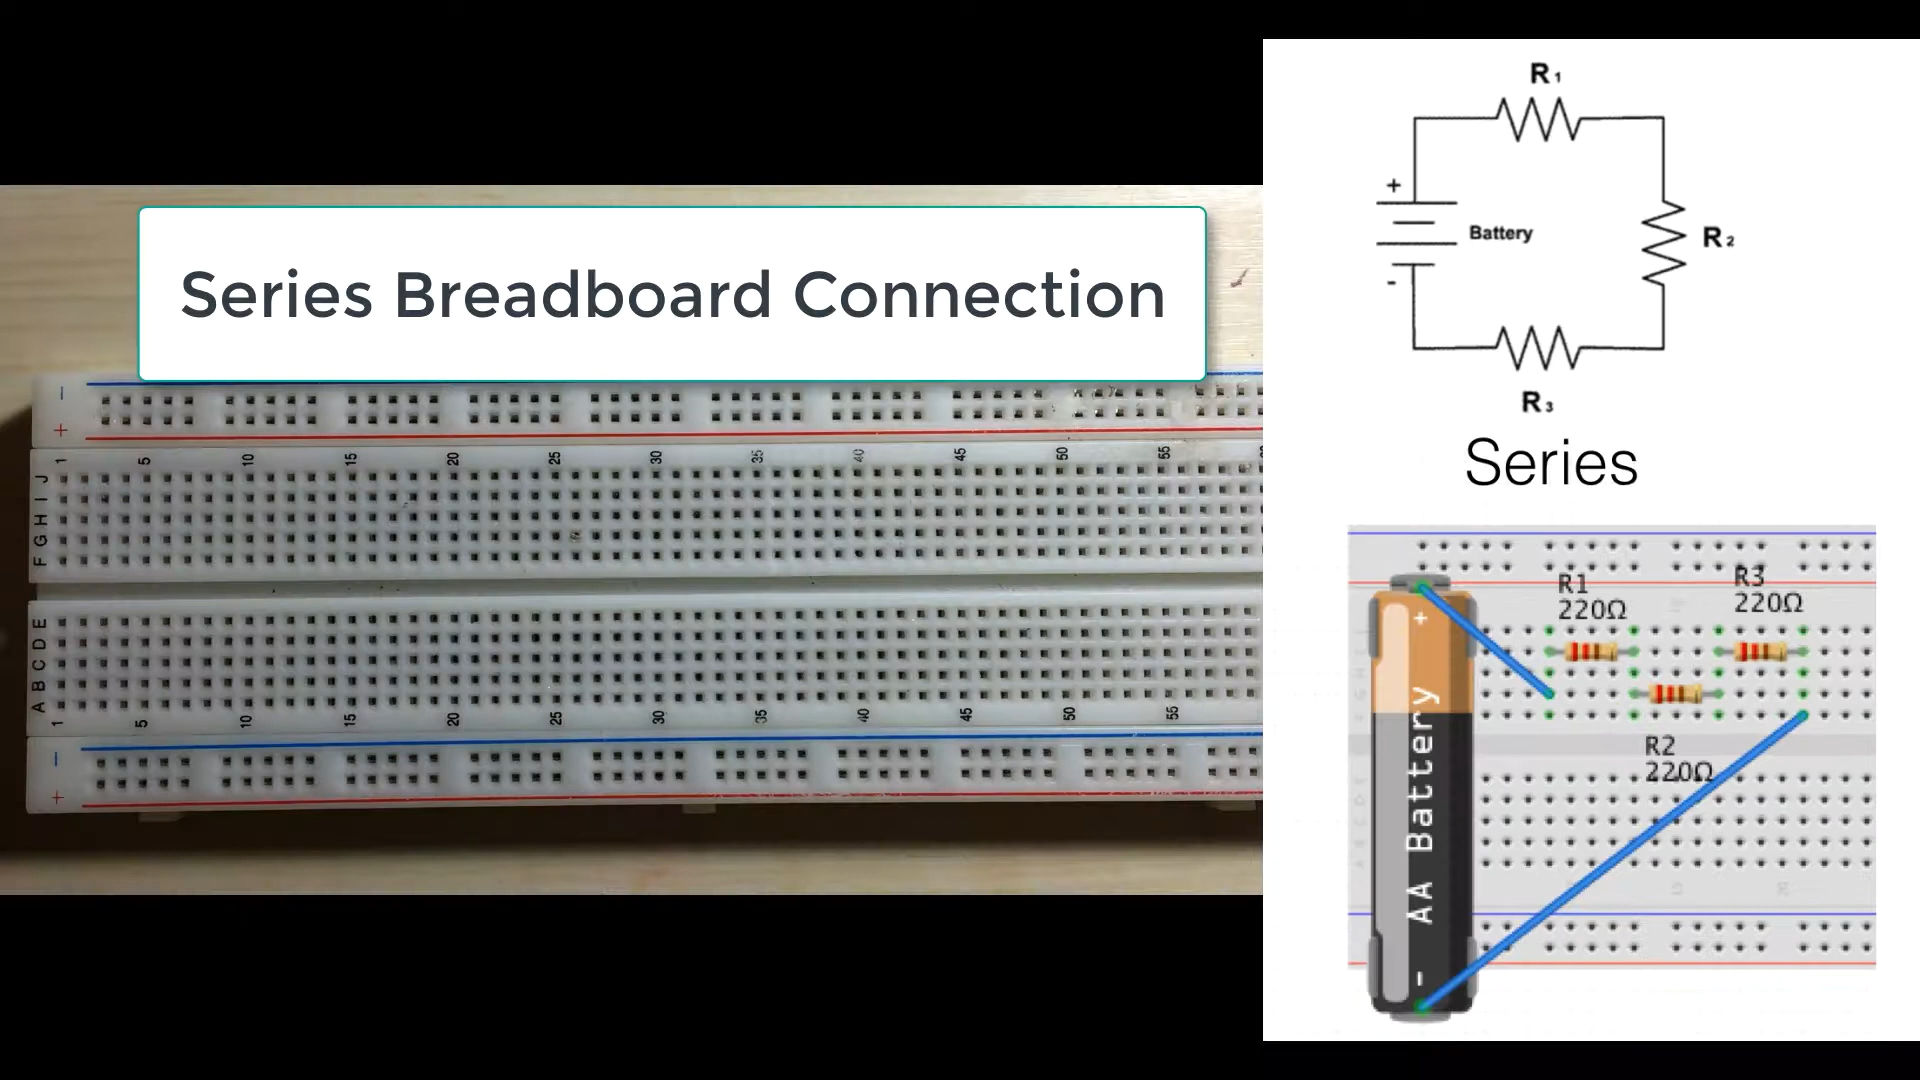 Series Breadboard Connection
−
+
1 5 10 15 20 25 30 35 40 45 50 55
J
I
H
G
F
E
D
C
B
A
1 5 10 15 20 25 30 35 40 45 50 55
−
+
R1
+
Battery
-
R2
R3
Series
R1
220Ω
R3
220Ω
R2
220Ω
+
AA Battery
-